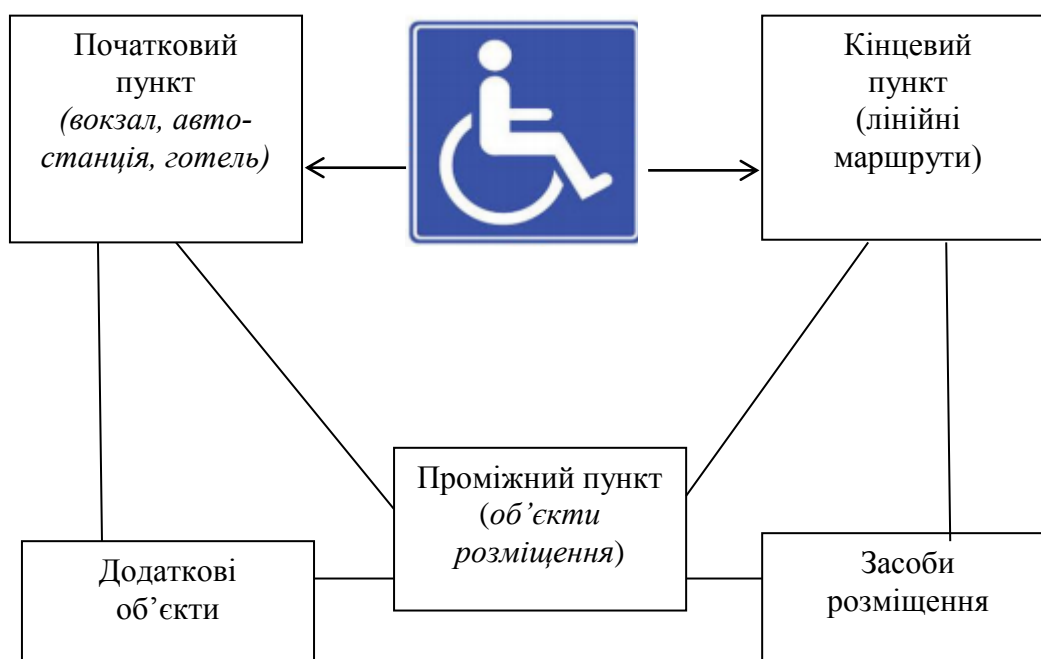 Початковий
пункт
(вокзал, авто-
станція, готель)
Кінцевий
пункт
(лінійні
маршрути)
Проміжний пункт
(об’єкти
розміщення)
Додаткові
об’єкти
Засоби
розміщення